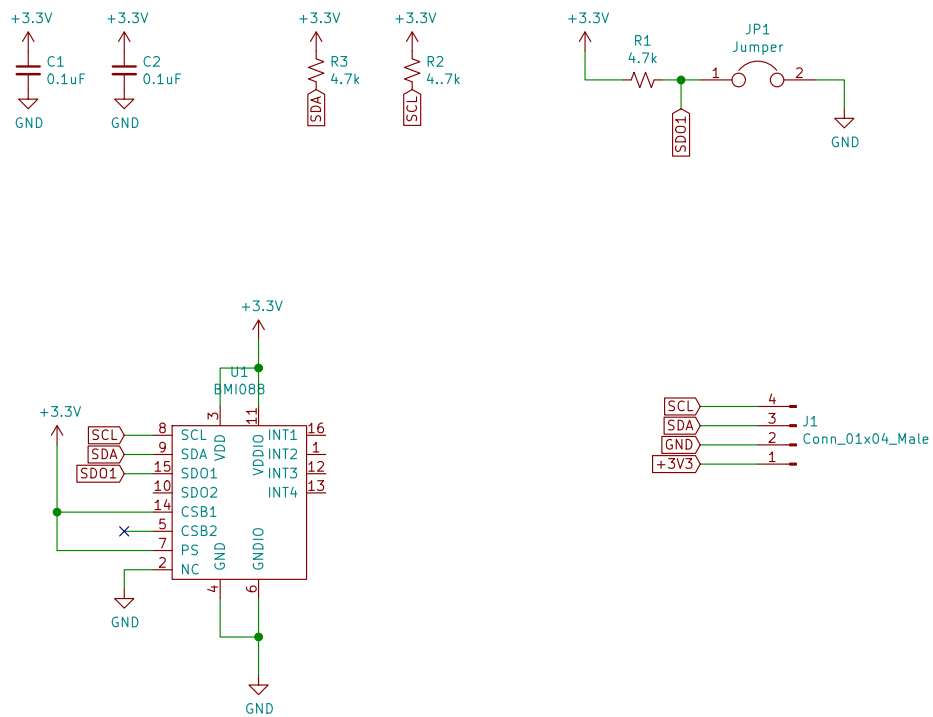 +3.3V
C1
0.1uF
GND
+3.3V
C2
0.1uF
GND
+3.3V
R3
4.7k
SDA
+3.3V
R2
4..7k
SCL
+3.3V
R1
4.7k
SDO1
JP1
Jumper
1
2
GND
+3.3V
U1
BMI088
+3.3V
3
11
VDD
VDDIO
SCL
8
SCL
INT1
16
SDA
9
SDA
INT2
1
SDO1
15
SDO1
INT3
12
10
SDO2
INT4
13
14
CSB1
5
CSB2
7
PS
2
NC
GND
GNDIO
4
6
GND
GND
SCL
4
SDA
3
GND
2
+3V3
1
J1
Conn_01x04_Male